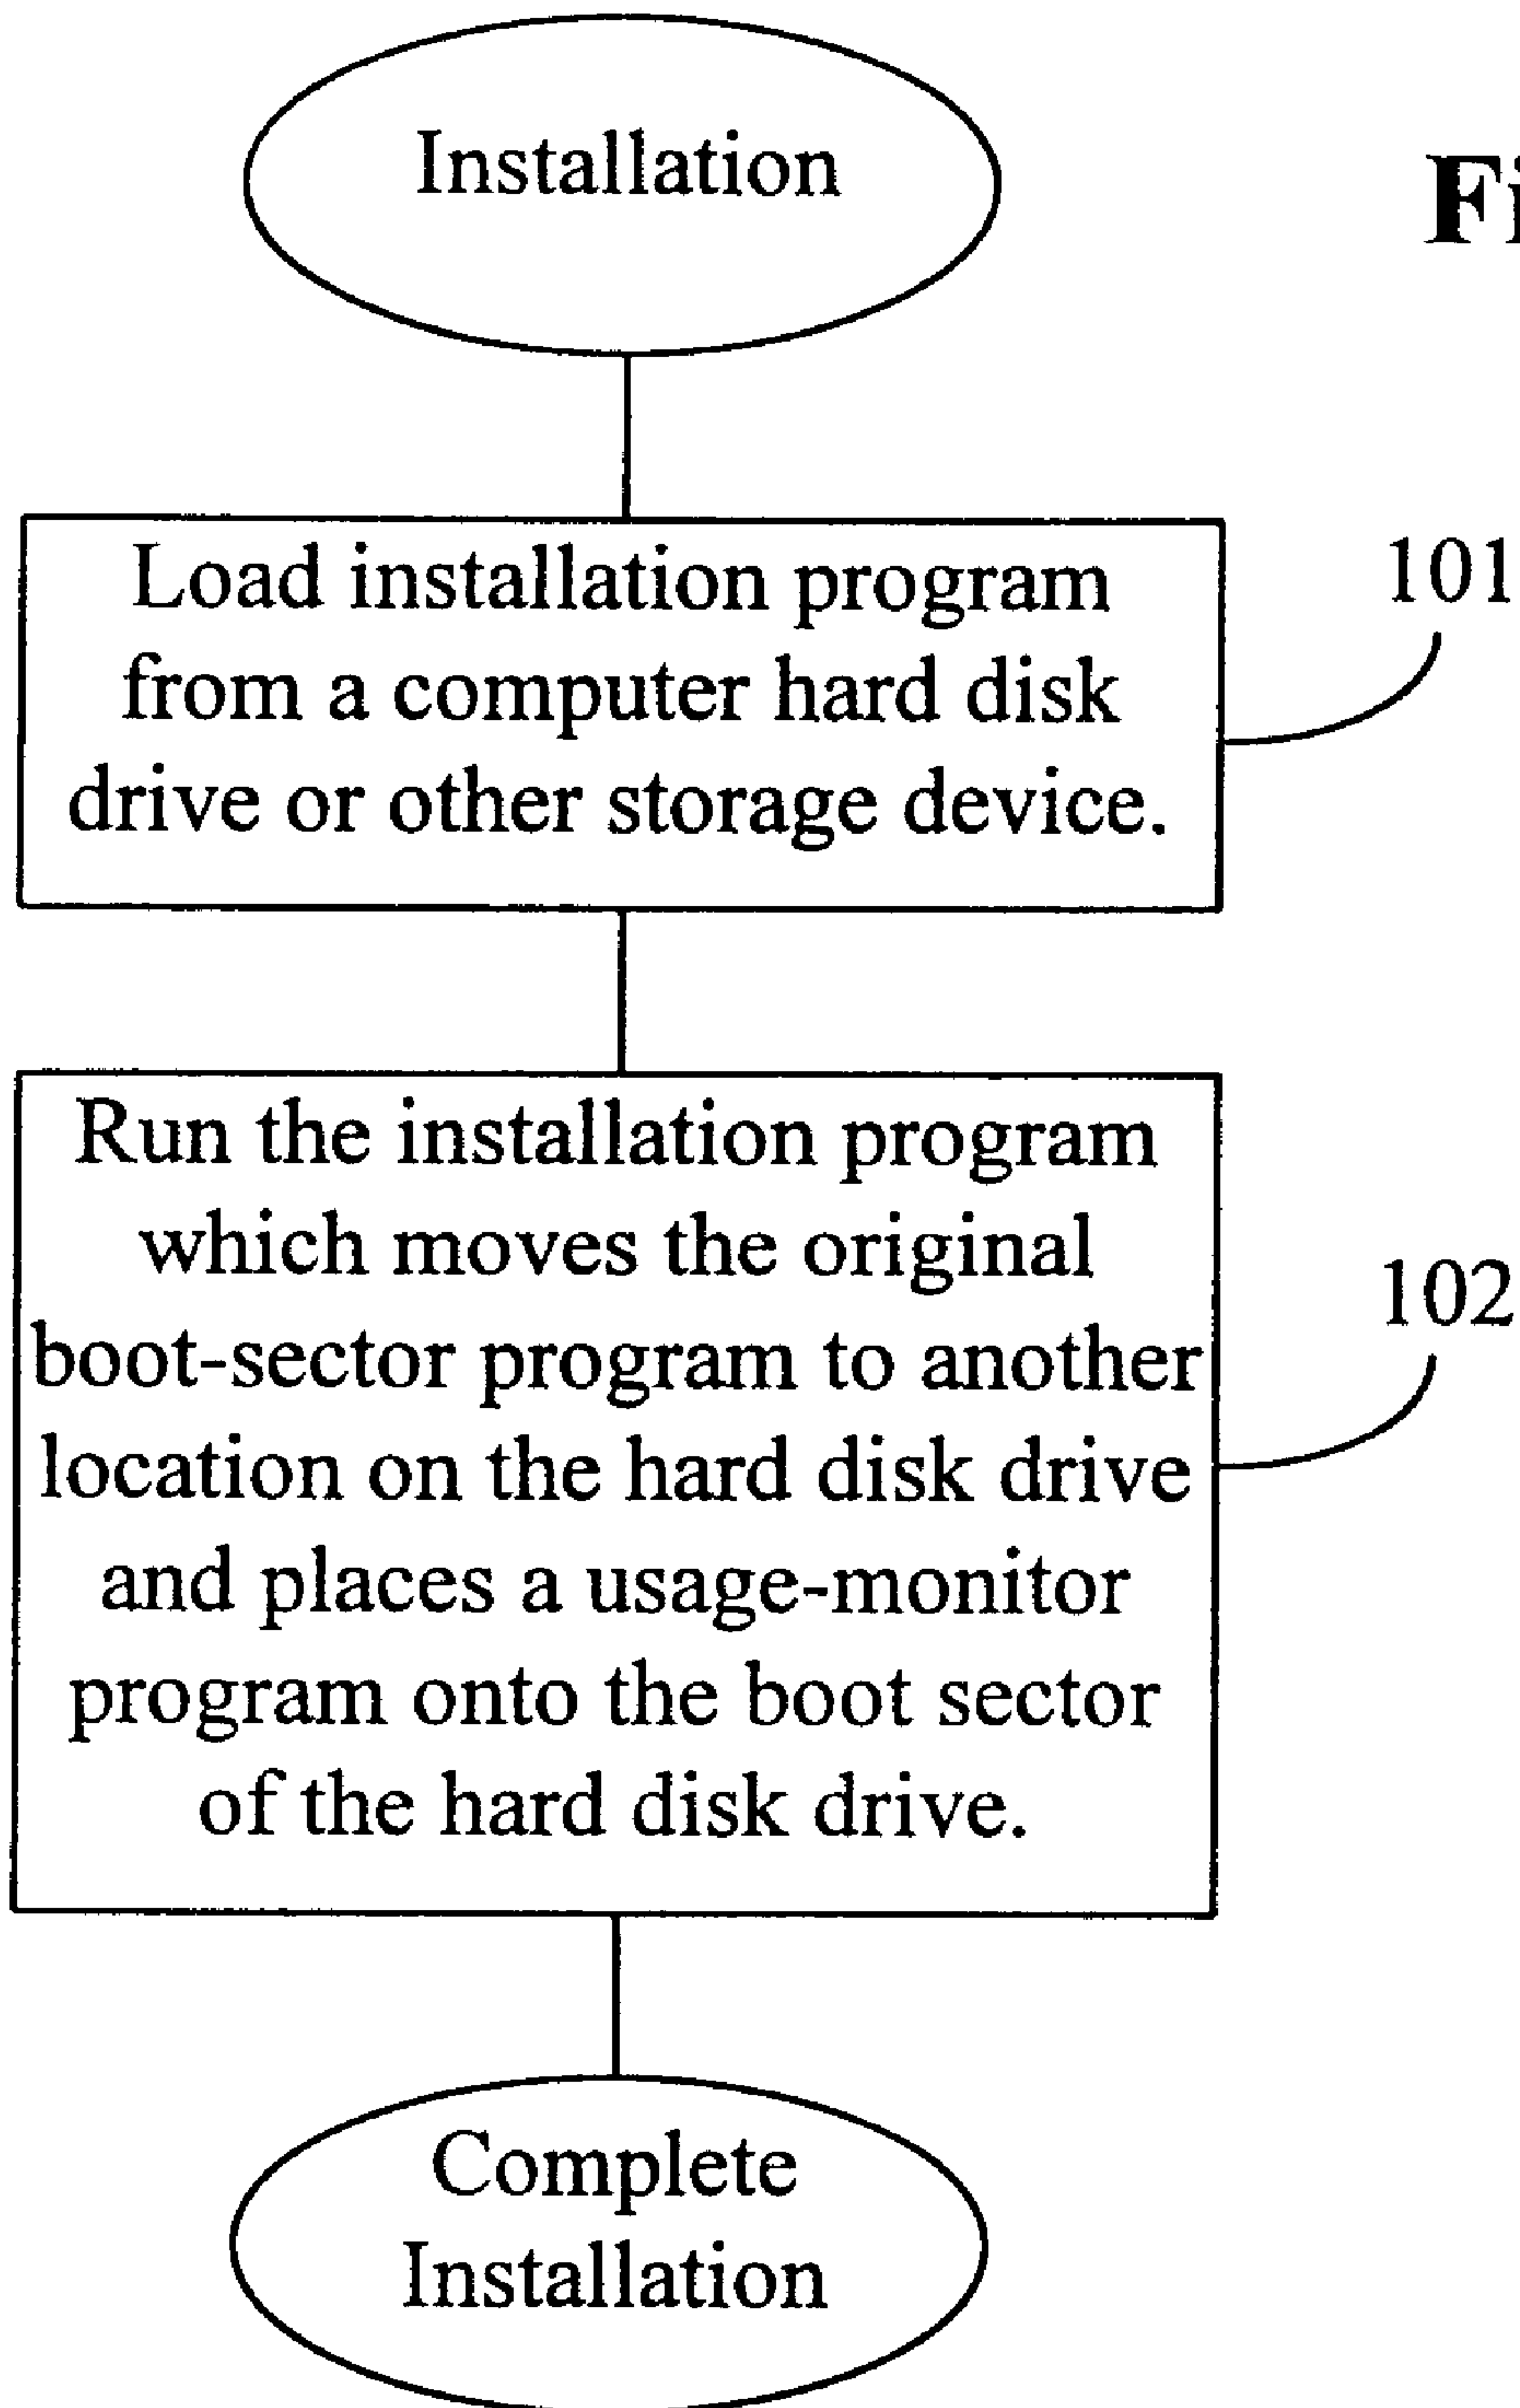 Installation
Fi
Load installation program
from a computer hard disk
drive or other storage device.
101
Run the installation program
which moves the original
boot-sector program to another
location on the hard disk drive
and places a usage-monitor
program onto the boot sector
of the hard disk drive.
102
Complete
Installation